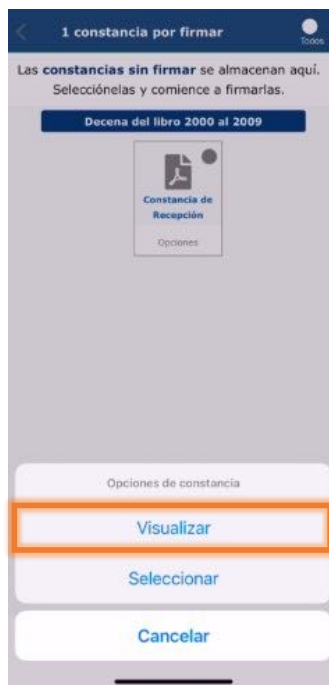 1 constancia por firmar
Todos
Las constancias sin firmar se almacenan aquí.
Selecciónelas y comience a firmarlas.
Decena del libro 2000 al 2009
Constancia de
Recepción
Opciones
Opciones de constancia
Visualizar
Seleccionar
Cancelar